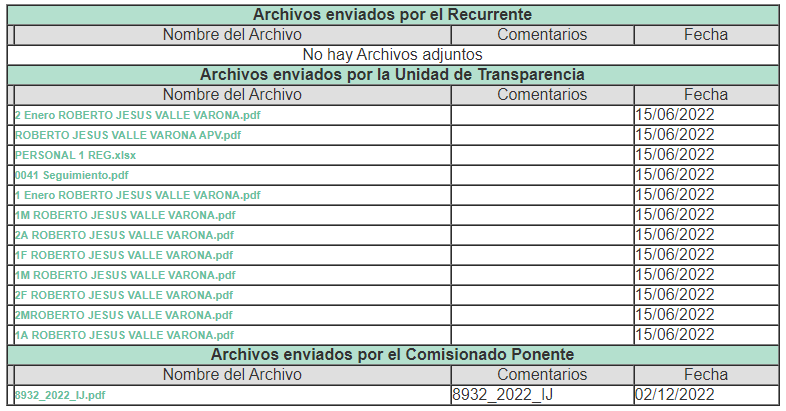 Archivos enviados por el Recurrente
Nombre del Archivo Comentarios Fecha
No hay Archivos adjuntos
Archivos enviados por la Unidad de Transparencia
Nombre del Archivo Comentarios Fecha
2 Enero ROBERTO JESUS VALLE VARONA.pdf 15/06/2022
ROBERTO JESUS VALLE VARONA APV.pdf 15/06/2022
PERSONAL 1 REG.xlsx 15/06/2022
0041 Seguimiento.pdf 15/06/2022
1 Enero ROBERTO JESUS VALLE VARONA.pdf 15/06/2022
1M ROBERTO JESUS VALLE VARONA.pdf 15/06/2022
2A ROBERTO JESUS VALLE VARONA.pdf 15/06/2022
1F ROBERTO JESUS VALLE VARONA.pdf 15/06/2022
1M ROBERTO JESUS VALLE VARONA.pdf 15/06/2022
2F ROBERTO JESUS VALLE VARONA.pdf 15/06/2022
2MROBERTO JESUS VALLE VARONA.pdf 15/06/2022
1A ROBERTO JESUS VALLE VARONA.pdf 15/06/2022
Archivos enviados por el Comisionado Ponente
Nombre del Archivo Comentarios Fecha
8932_2022_IJ.pdf 8932_2022_IJ 02/12/2022